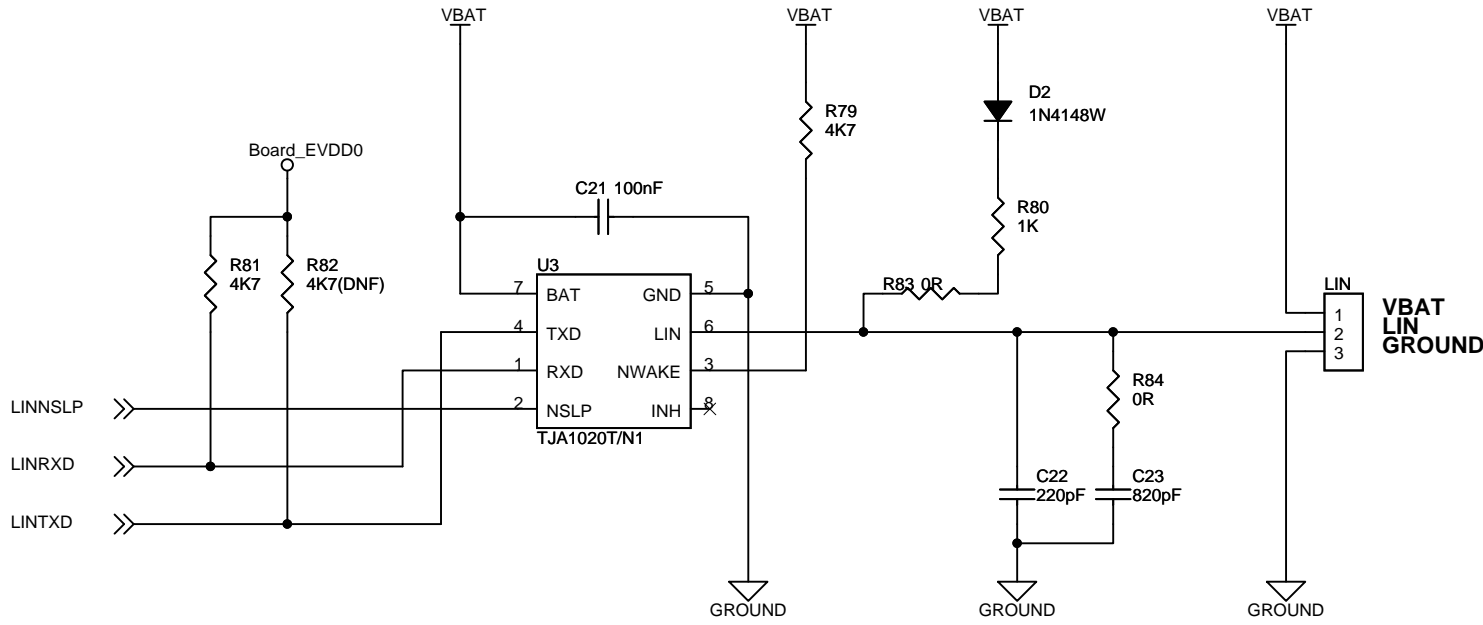 VBAT
VBAT
VBAT
VBAT
D2
1N4148W
R79
4K7
Board_EVDD0
C21 100nF
R80
1K
R81
4K7
R82
4K7(DNF)
U3
R83 0R
LIN
7 BAT GND 5
4 TXD LIN 6
1 RXD NWAKE 3
2 NSLP INH 8
TJA1020T/N1
1
2
3
VBAT
LIN
GROUND
R84
0R
LINNSLP
LINRXD
C22
220pF
C23
820pF
LINTXD
GROUND
GROUND
GROUND